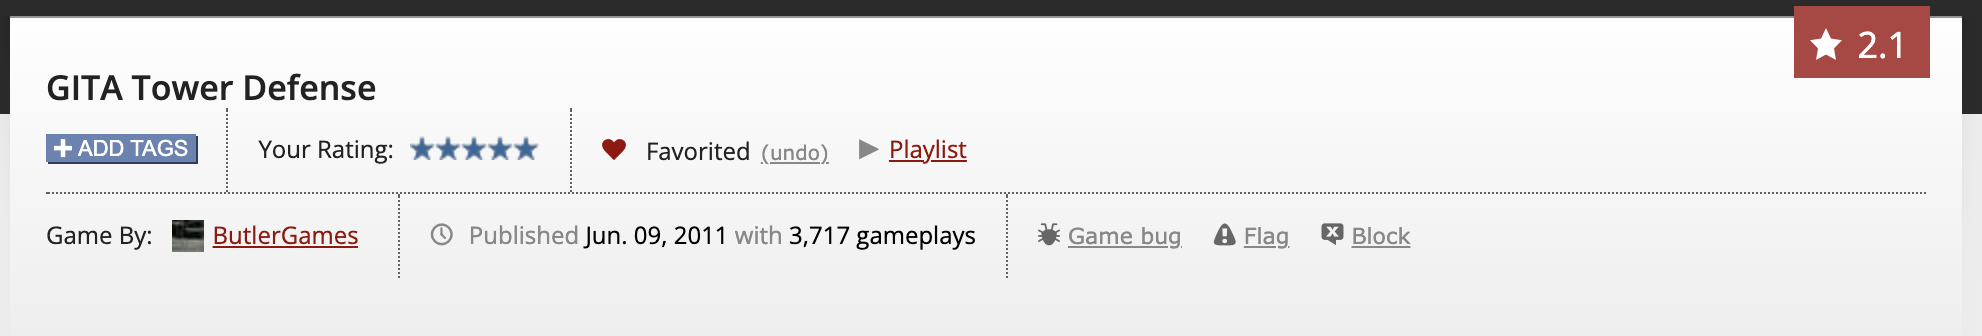 2.1
GITA Tower Defense
ADD TAGS Your Rating: Favorited (undo) Playlist
Game By: ButlerGames Published Jun. 09, 2011 with 3,717 gameplays Game bug Flag Block